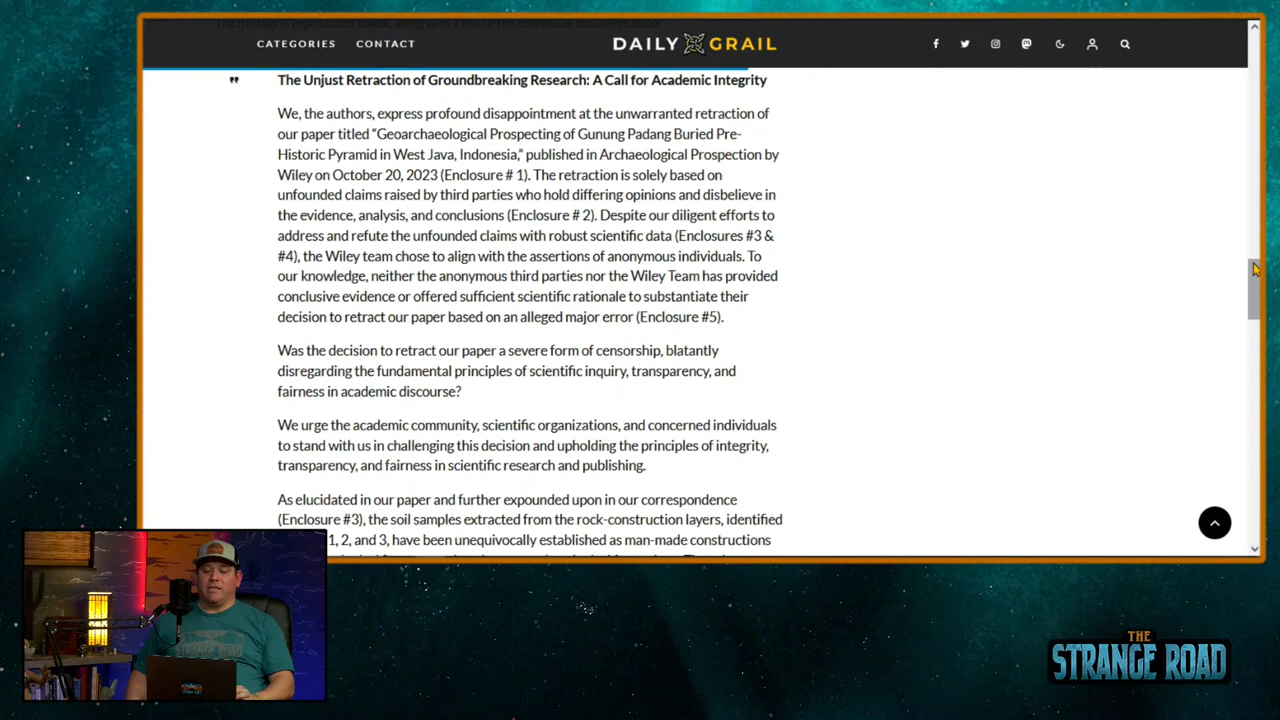 CATEGORIES CONTACT DAILY GRAIL
" The Unjust Retraction of Groundbreaking Research: A Call for Academic Integrity
We, the authors, express profound disappointment at the unwarranted retraction of
our paper titled “Geoarchaeological Prospecting of Gunung Padang Buried Pre-
Historic Pyramid in West Java, Indonesia,” published in Archaeological Prospection by
Wiley on October 20, 2023 (Enclosure # 1). The retraction is solely based on
unfounded claims raised by third parties who hold differing opinions and disbelieve in
the evidence, analysis, and conclusions (Enclosure # 2). Despite our diligent efforts to
address and refute the unfounded claims with robust scientific data (Enclosures #3 &
#4), the Wiley team chose to align with the assertions of anonymous individuals. To
our knowledge, neither the anonymous third parties nor the Wiley Team has provided
conclusive evidence or offered sufficient scientific rationale to substantiate their
decision to retract our paper based on an alleged major error (Enclosure #5).
Was the decision to retract our paper a severe form of censorship, blatantly
disregarding the fundamental principles of scientific inquiry, transparency, and
fairness in academic discourse?
We urge the academic community, scientific organizations, and concerned individuals
to stand with us in challenging this decision and upholding the principles of integrity,
transparency, and fairness in scientific research and publishing.
As elucidated in our paper and further expounded upon in our correspondence
(Enclosure #3), the soil samples extracted from the rock-construction layers, identified
1, 2, and 3, have been unequivocally established as man-made constructions
THE
STRANGE ROAD